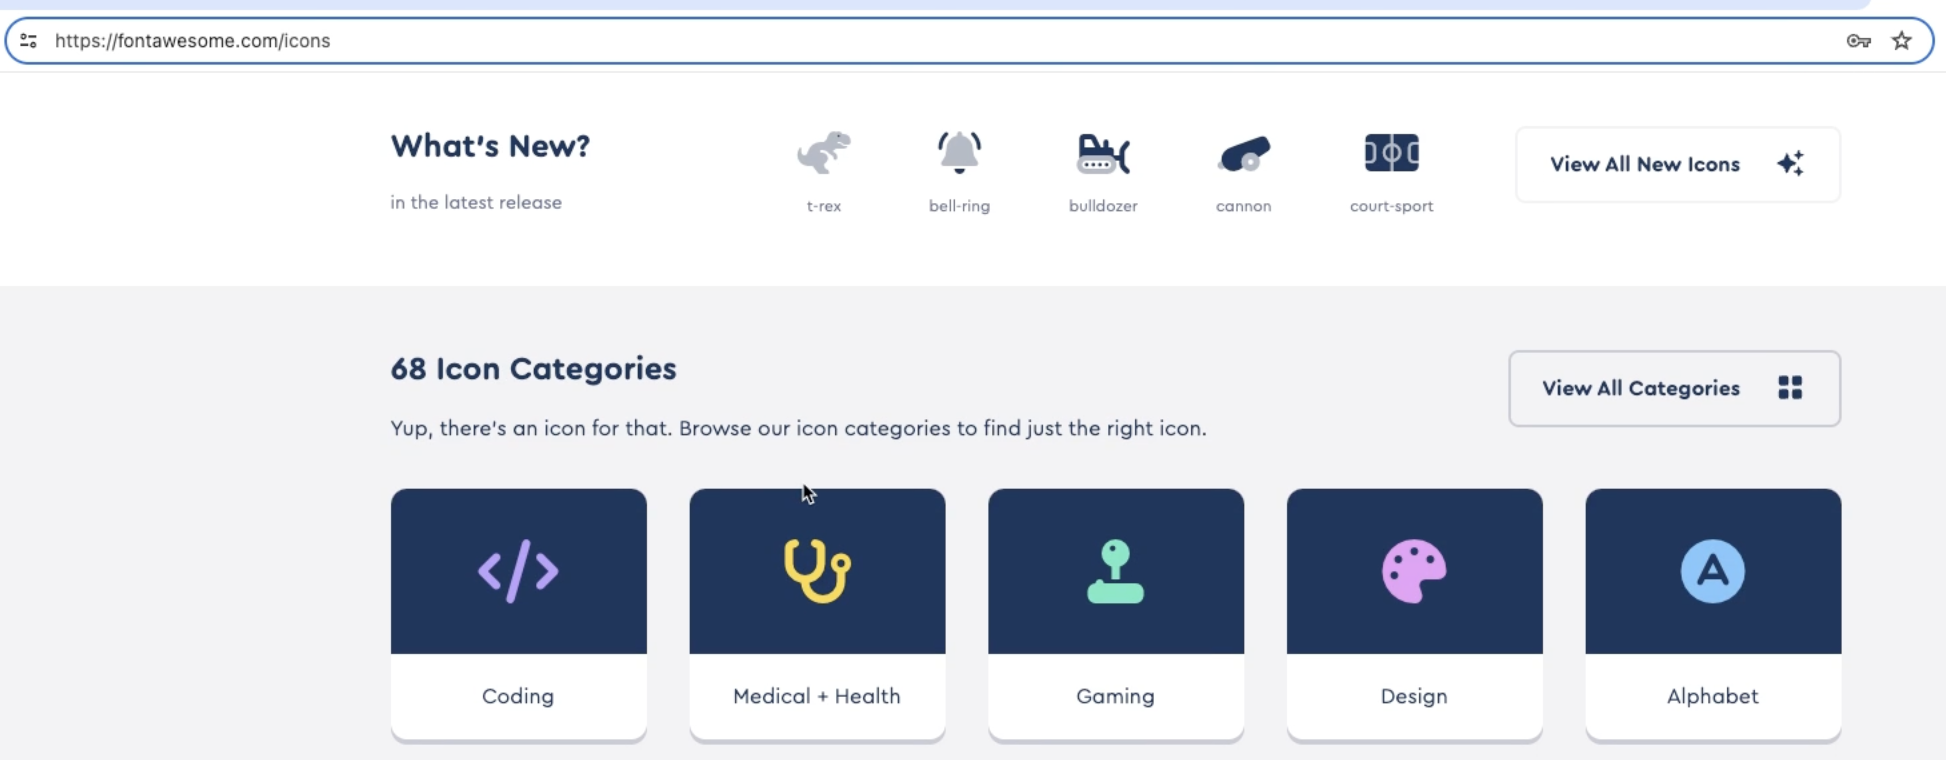 https://fontawesome.com/icons
What's New?
in the latest release
t-rex
bell-ring
bulldozer
cannon
court-sport
View All New Icons
68 Icon Categories
Yup, there's an icon for that. Browse our icon categories to find just the right icon.
View All Categories
A
Coding
Medical + Health
Gaming
Design
Alphabet